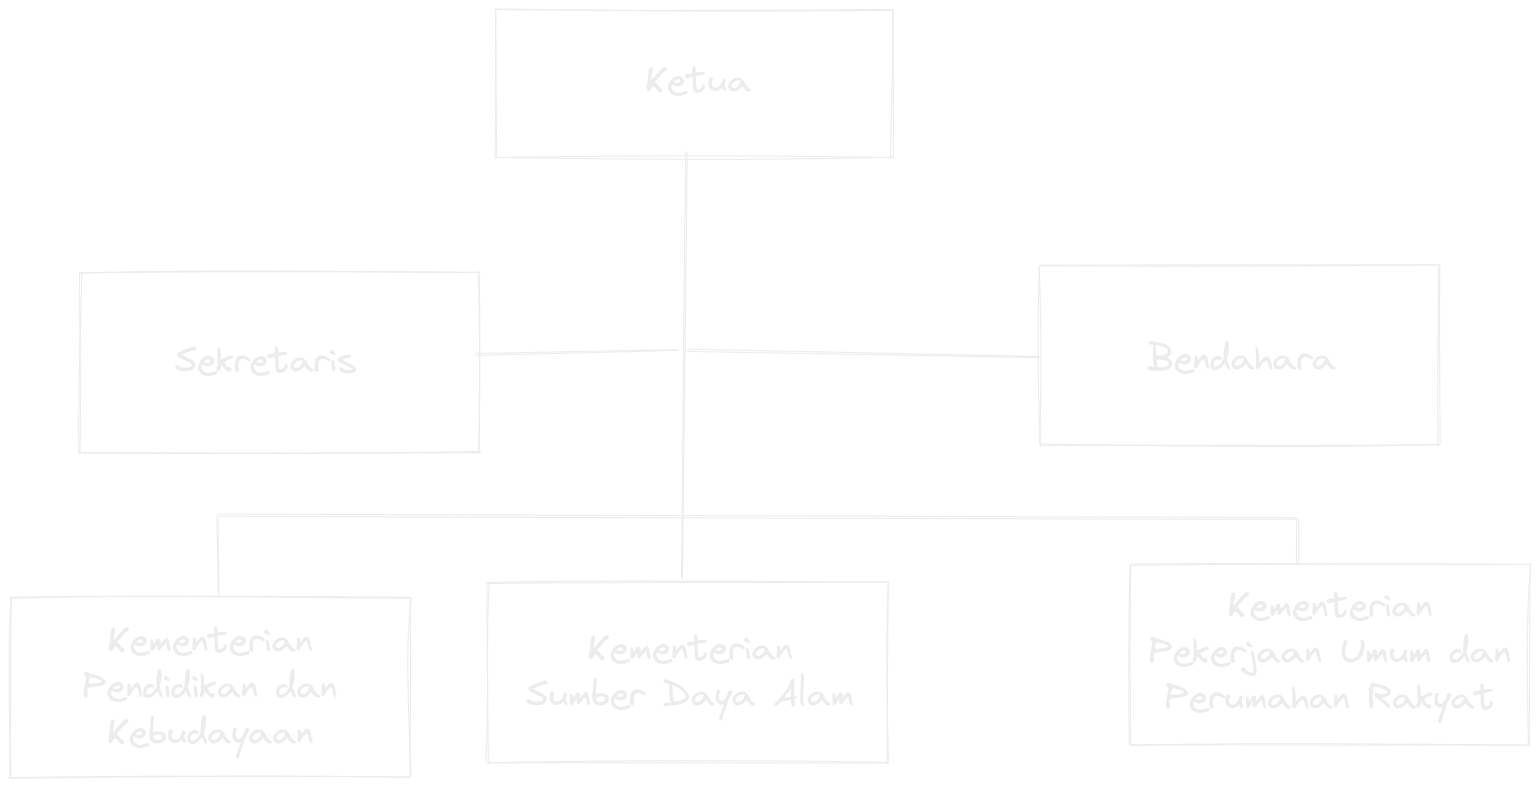 Ketua
Sekretaris
Bendahara
Kementerian
Pendidikan dan
Kebudayaan
Kementerian
Sumber Daya Alam
Kementerian
Pekerjaan Umum dan
Perumahan Rakyat